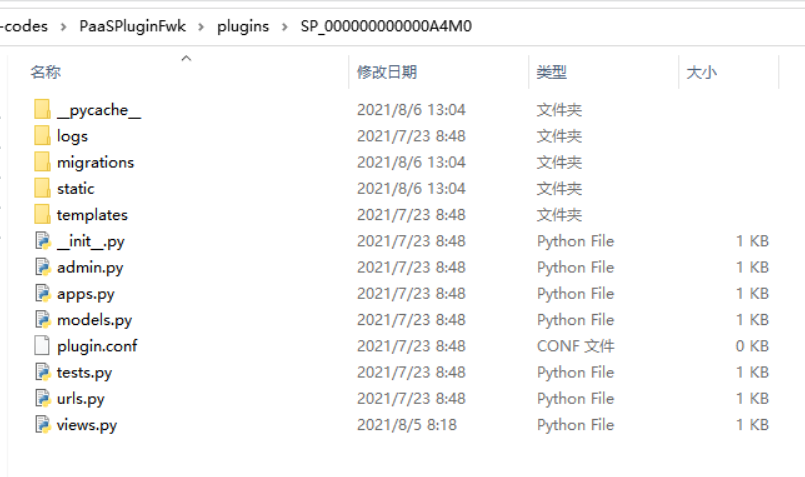 -codes > PaaSPluginFwk > plugins > SP_000000000000A4M0
名称 修改日期 类型 大小
__pycache__ 2021/8/6 13:04 文件夹
logs 2021/7/23 8:48 文件夹
migrations 2021/8/6 13:04 文件夹
static 2021/8/6 13:04 文件夹
templates 2021/7/23 8:48 文件夹
__init__.py 2021/7/23 8:48 Python File 1 KB
admin.py 2021/7/23 8:48 Python File 1 KB
apps.py 2021/7/23 8:48 Python File 1 KB
models.py 2021/7/23 8:48 Python File 1 KB
plugin.conf 2021/7/23 8:48 CONF 文件 0 KB
tests.py 2021/7/23 8:48 Python File 1 KB
urls.py 2021/7/23 8:48 Python File 1 KB
views.py 2021/8/5 8:18 Python File 1 KB